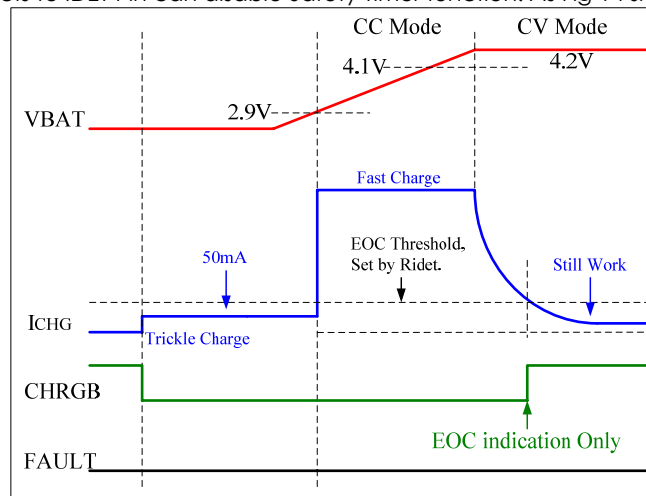 CC Mode
CV Mode
4.1V
4.2V
2.9V
VBAT
Fast Charge
EOC Threshold,
Set by Ridet.
50mA
Still Work
ICHG
Trickle Charge
CHRGB
EOC indication Only
FAULT